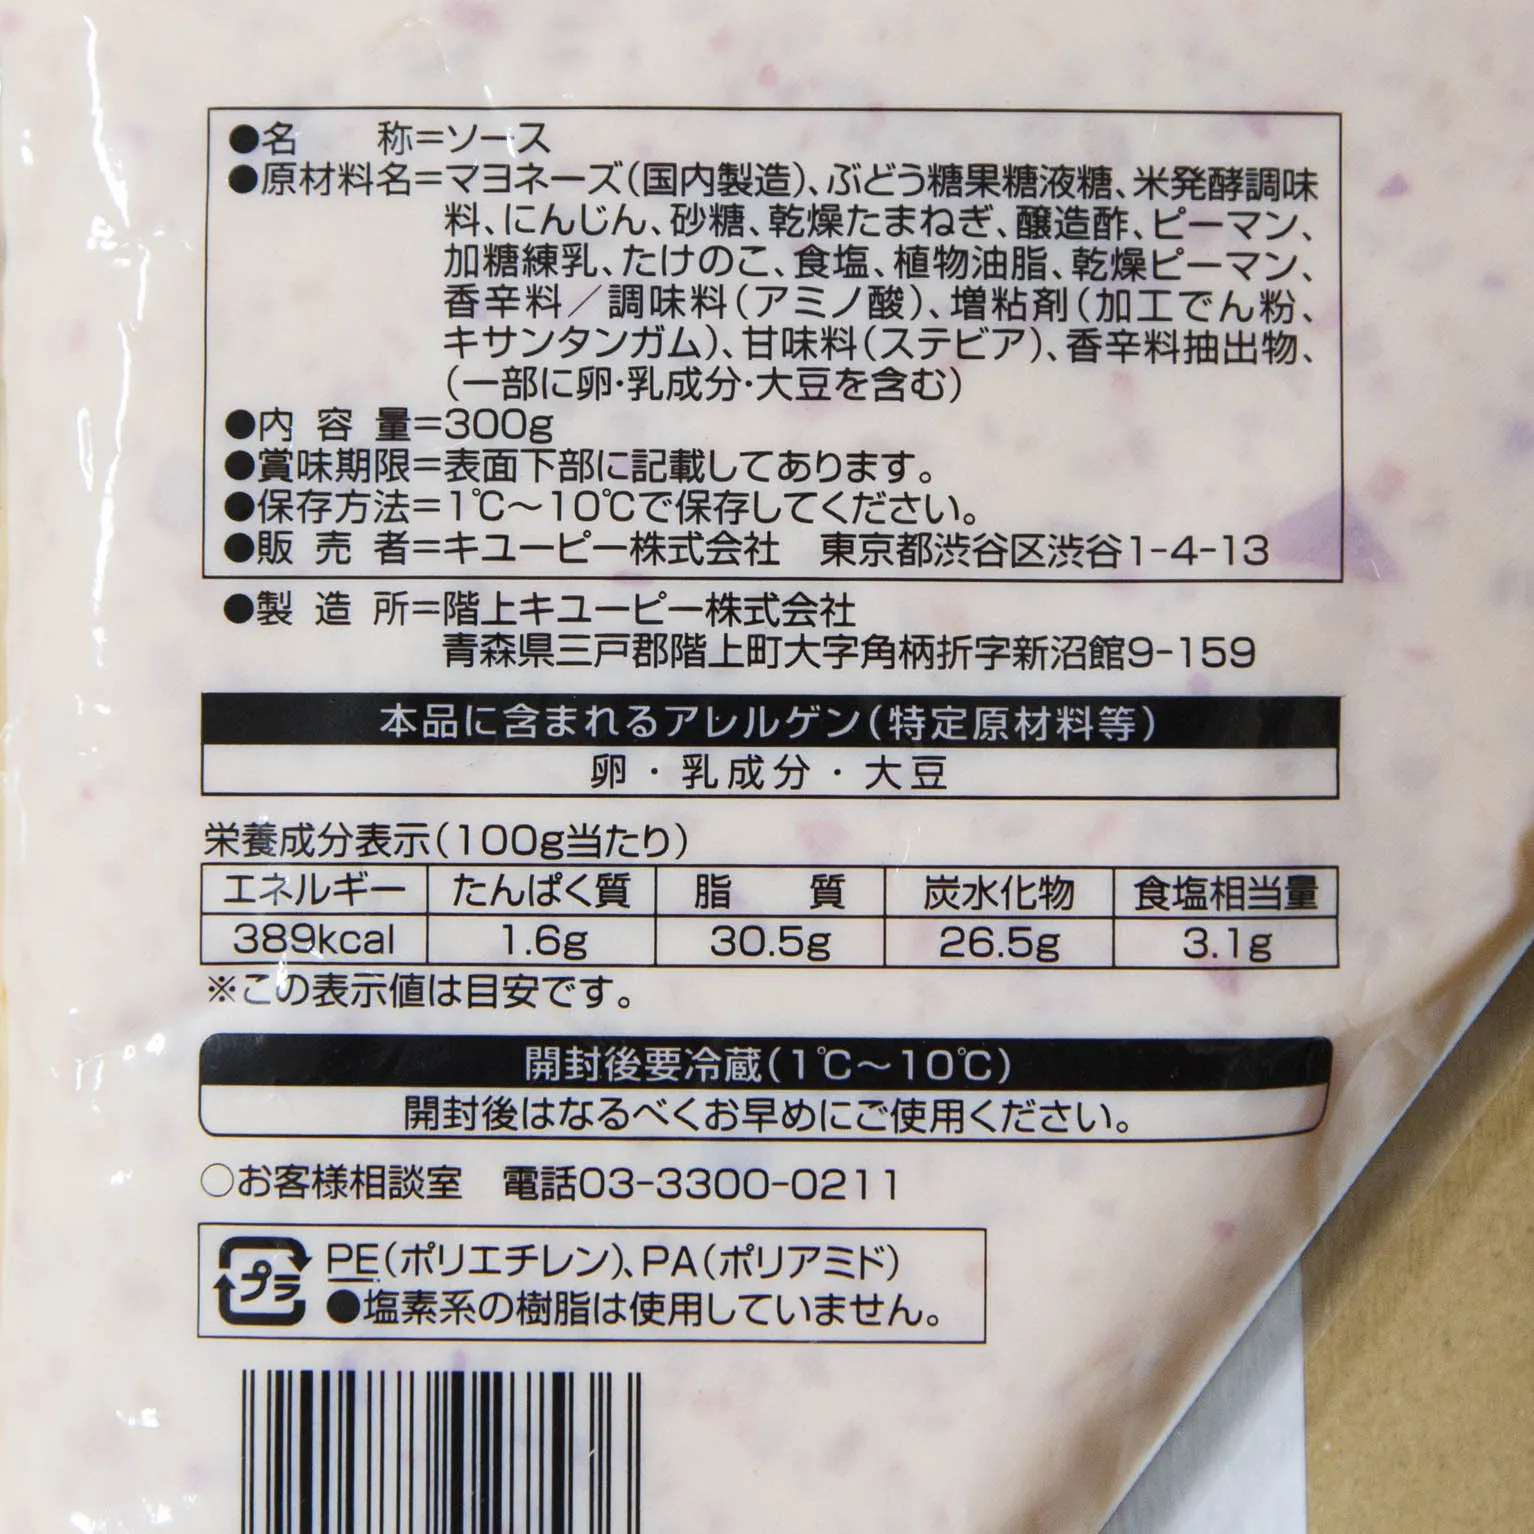 ●名　　称=ソース
●原材料名=マヨネーズ(国内製造)、ぶどう糖果糖液糖、米発酵調味
料、にんじん、砂糖、乾燥たまねぎ、醸造酢、ピーマン、
加糖練乳、たけのこ、食塩、植物油脂、乾燥ピーマン、
香辛料／調味料(アミノ酸)、増粘剤(加工でん粉、
キサンタンガム)、甘味料(ステビア)、香辛料抽出物、
(一部に卵・乳成分・大豆を含む)
●内 容 量=300g
●賞味期限=表面下部に記載してあります。
●保存方法=1℃〜10℃で保存してください。
●販 売 者=キユーピー株式会社　東京都渋谷区渋谷1-4-13
●製 造 所=階上キユーピー株式会社
青森県三戸郡階上町大字角柄折字新沼館9-159
本品に含まれるアレルゲン(特定原材料等)
卵・乳成分・大豆
栄養成分表示(100g当たり)
エネルギー たんぱく質 脂　質 炭水化物 食塩相当量
389kcal 1.6g 30.5g 26.5g 3.1g
※この表示値は目安です。
開封後要冷蔵(1℃〜10℃)
開封後はなるべくお早めにご使用ください。
○お客様相談室　電話03-3300-0211
プラ PE(ポリエチレン)、PA(ポリアミド)
●塩素系の樹脂は使用していません。